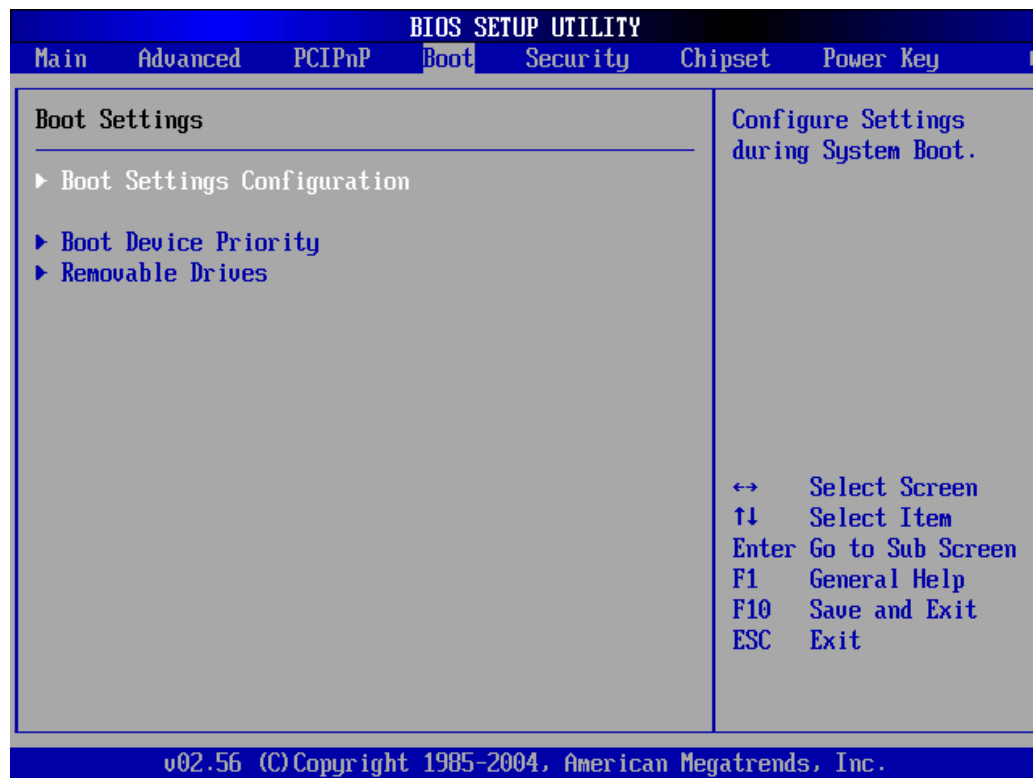 BIOS SETUP UTILITY
Main Advanced PCIPnP Boot Security Chipset Power Key
Boot Settings
▶ Boot Settings Configuration
▶ Boot Device Priority
▶ Removable Drives
Configure Settings
during System Boot.
↔ Select Screen
↑↓ Select Item
Enter Go to Sub Screen
F1 General Help
F10 Save and Exit
ESC Exit
v02.56 (C)Copyright 1985-2004, American Megatrends, Inc.